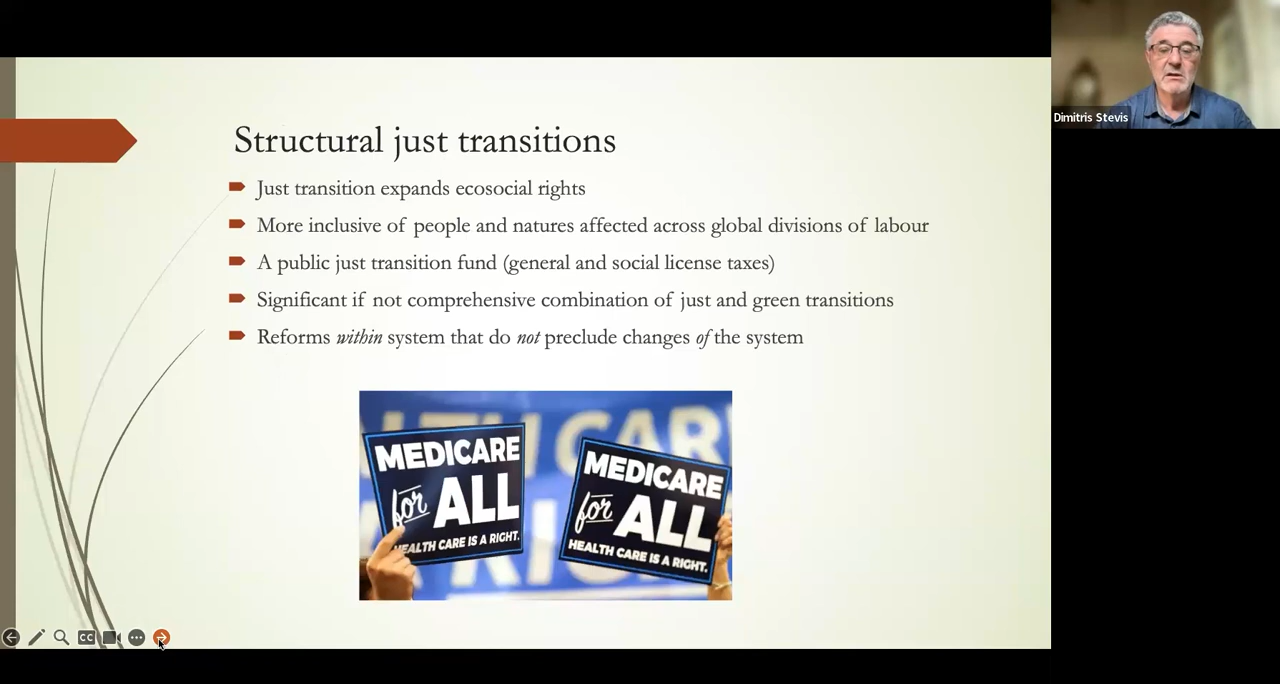 Structural just transitions
Just transition expands ecosocial rights
More inclusive of people and natures affected across global divisions of labour
A public just transition fund (general and social license taxes)
Significant if not comprehensive combination of just and green transitions
Reforms within system that do not preclude changes of the system
MEDICARE
for ALL
HEALTH CARE IS A RIGHT.
MEDICARE
for ALL
HEALTH CARE IS A RIGHT.
CC
Dimitris Stevis